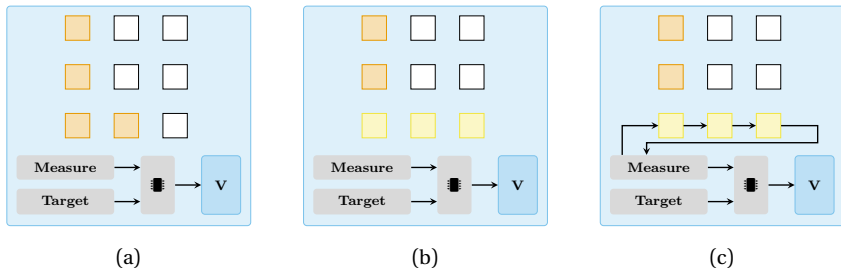 Measure
Target
V
Measure
Target
V
Measure
Target
V
(a)
(b)
(c)